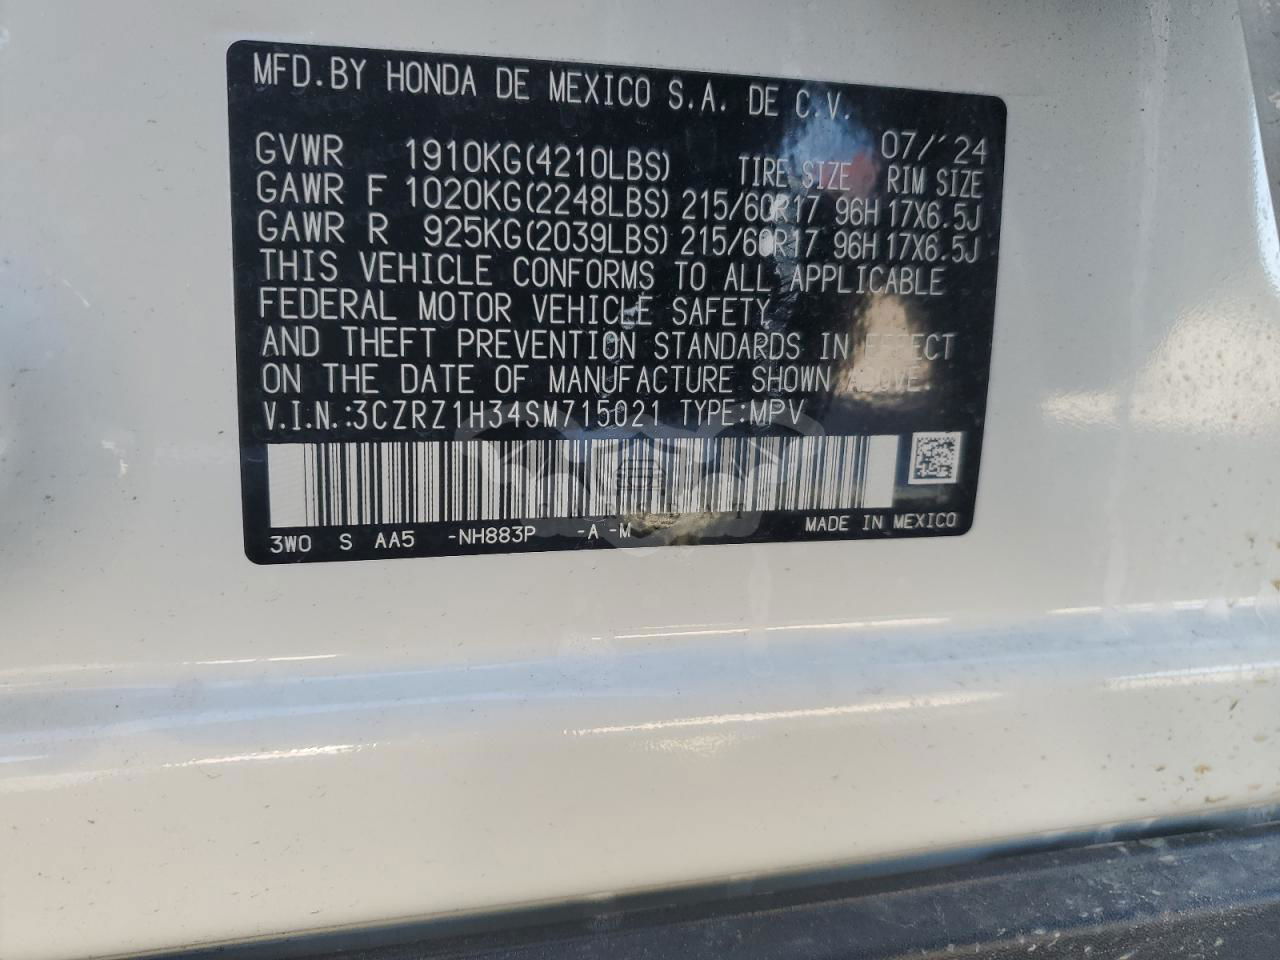 MFD.BY HONDA DE MEXICO S.A. DE C.V.
07/'24
GVWR 1910KG(4210LBS) TIRE SIZE RIM SIZE
GAWR F 1020KG(2248LBS) 215/60R17 96H 17X6.5J
GAWR R 925KG(2039LBS) 215/60R17 96H 17X6.5J
THIS VEHICLE CONFORMS TO ALL APPLICABLE
FEDERAL MOTOR VEHICLE SAFETY
AND THEFT PREVENTION STANDARDS IN EFFECT
ON THE DATE OF MANUFACTURE SHOWN ABOVE.
V.I.N.:3CZRZ1H34SM715021 TYPE:MPV
3W0 S AA5 -NH883P -A -M MADE IN MEXICO